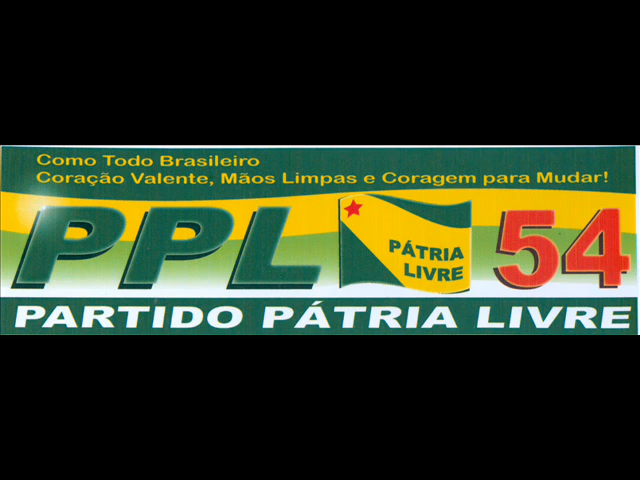 Como Todo Brasileiro
Coração Valente, Mãos Limpas e Coragem para Mudar!
PPL
PÁTRIA
LIVRE
54
PARTIDO PÁTRIA LIVRE